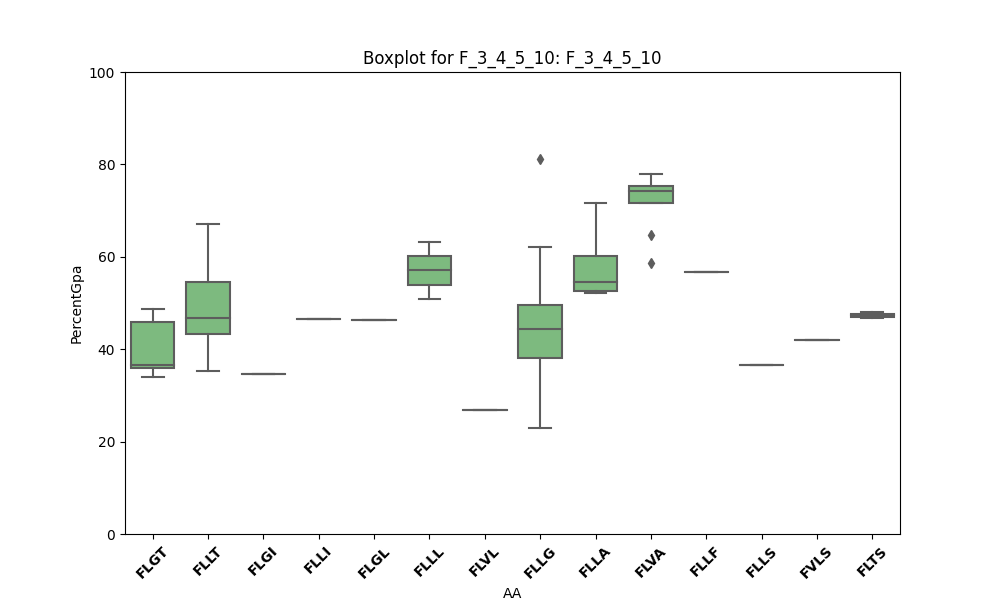 Boxplot for F_3_4_5_10: F_3_4_5_10
100
80
60
40
20
0
PercentGpa
FLGT
FLLT
FLGI
FLLI
FLGL
FLLL
FLVL
FLLG
FLLA
FLVA
FLLF
FLLS
FVLS
FLTS
AA